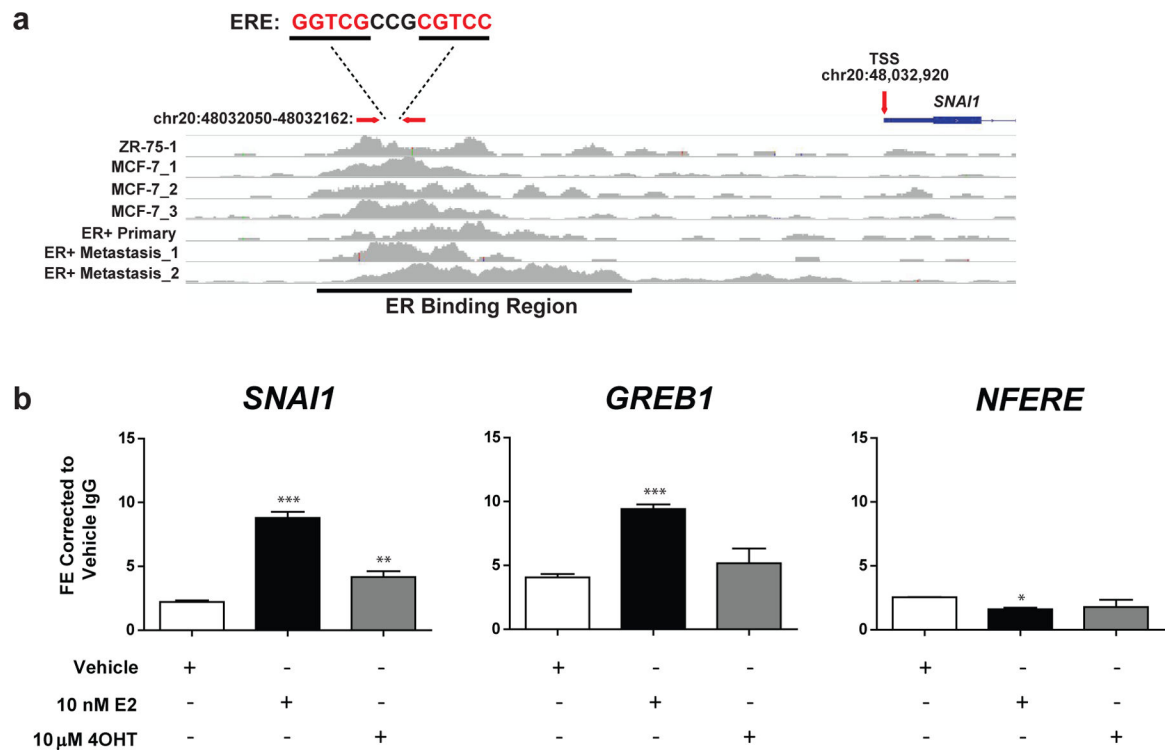 a
ERE: GGTCGCCGCGTCC
TSS
chr20:48,032,920
SNAI1
chr20:48032050-48032162:
ZR-75-1
MCF-7_1
MCF-7_2
MCF-7_3
ER+ Primary
ER+ Metastasis_1
ER+ Metastasis_2
ER Binding Region
b
SNAI1 GREB1 NFERE
FE Corrected to
Vehicle IgG
15 15 15
*** ***
10 10 10
**
5 5 5
*
0 0 0
Vehicle + - - + - - + - -
10 nM E2 - + - - + - - + -
10 μM 4OHT - - + - - + - - +